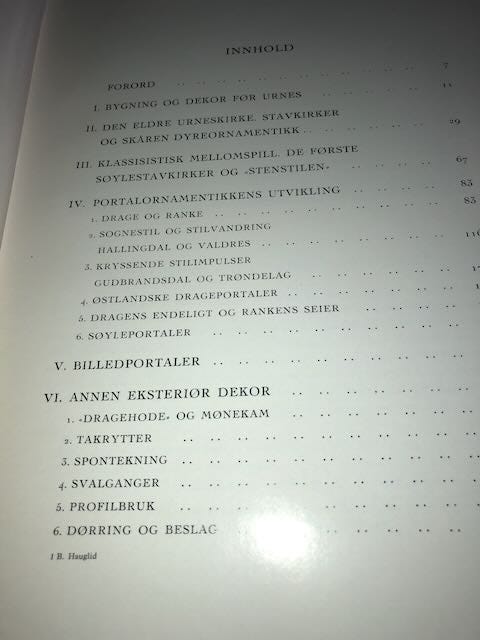 INNHOLD
FORORD .. .. .. .. .. .. .. .. .. .. 7
I. BYGNING OG DEKOR FØR URNES .. .. .. .. .. .. 11
II. DEN ELDRE URNESKIRKE. STAVKIRKER
OG SKÅREN DYREORNAMENTIKK .. .. .. .. .. .. 29
III. KLASSISISTISK MELLOMSPILL. DE FØRSTE
SØYLESTAVKIRKER OG «STENSTILEN» .. .. .. .. 67
IV. PORTALORNAMENTIKKENS UTVIKLING .. .. .. .. 83
1. DRAGE OG RANKE .. .. .. .. .. .. .. .. 83
2. SOGNESTIL OG STILVANDRING
HALLINGDAL OG VALDRES .. .. .. .. .. ..
3. KRYSSENDE STILIMPULSER
GUDBRANDSDAL OG TRØNDELAG .. .. .. ..
4. ØSTLANDSKE DRAGEPORTALER .. .. .. .. ..
5. DRAGENS ENDELIGT OG RANKENS SEIER .. ..
6. SØYLEPORTALER .. .. .. .. .. .. ..
V. BILLEDPORTALER .. .. .. .. .. .. ..
VI. ANNEN EKSTERIØR DEKOR .. .. .. .. ..
1. «DRAGEHODE» OG MØNEKAM .. .. .. .. ..
2. TAKRYTTER .. .. .. .. .. .. .. ..
3. SPONTEKNING .. .. .. .. .. .. .. ..
4. SVALGANGER .. .. .. .. .. .. .. ..
5. PROFILBRUK .. .. .. .. .. .. .. ..
6. DØRRING OG BESLAG .. .. .. .. .. ..
1 B. Hauglid